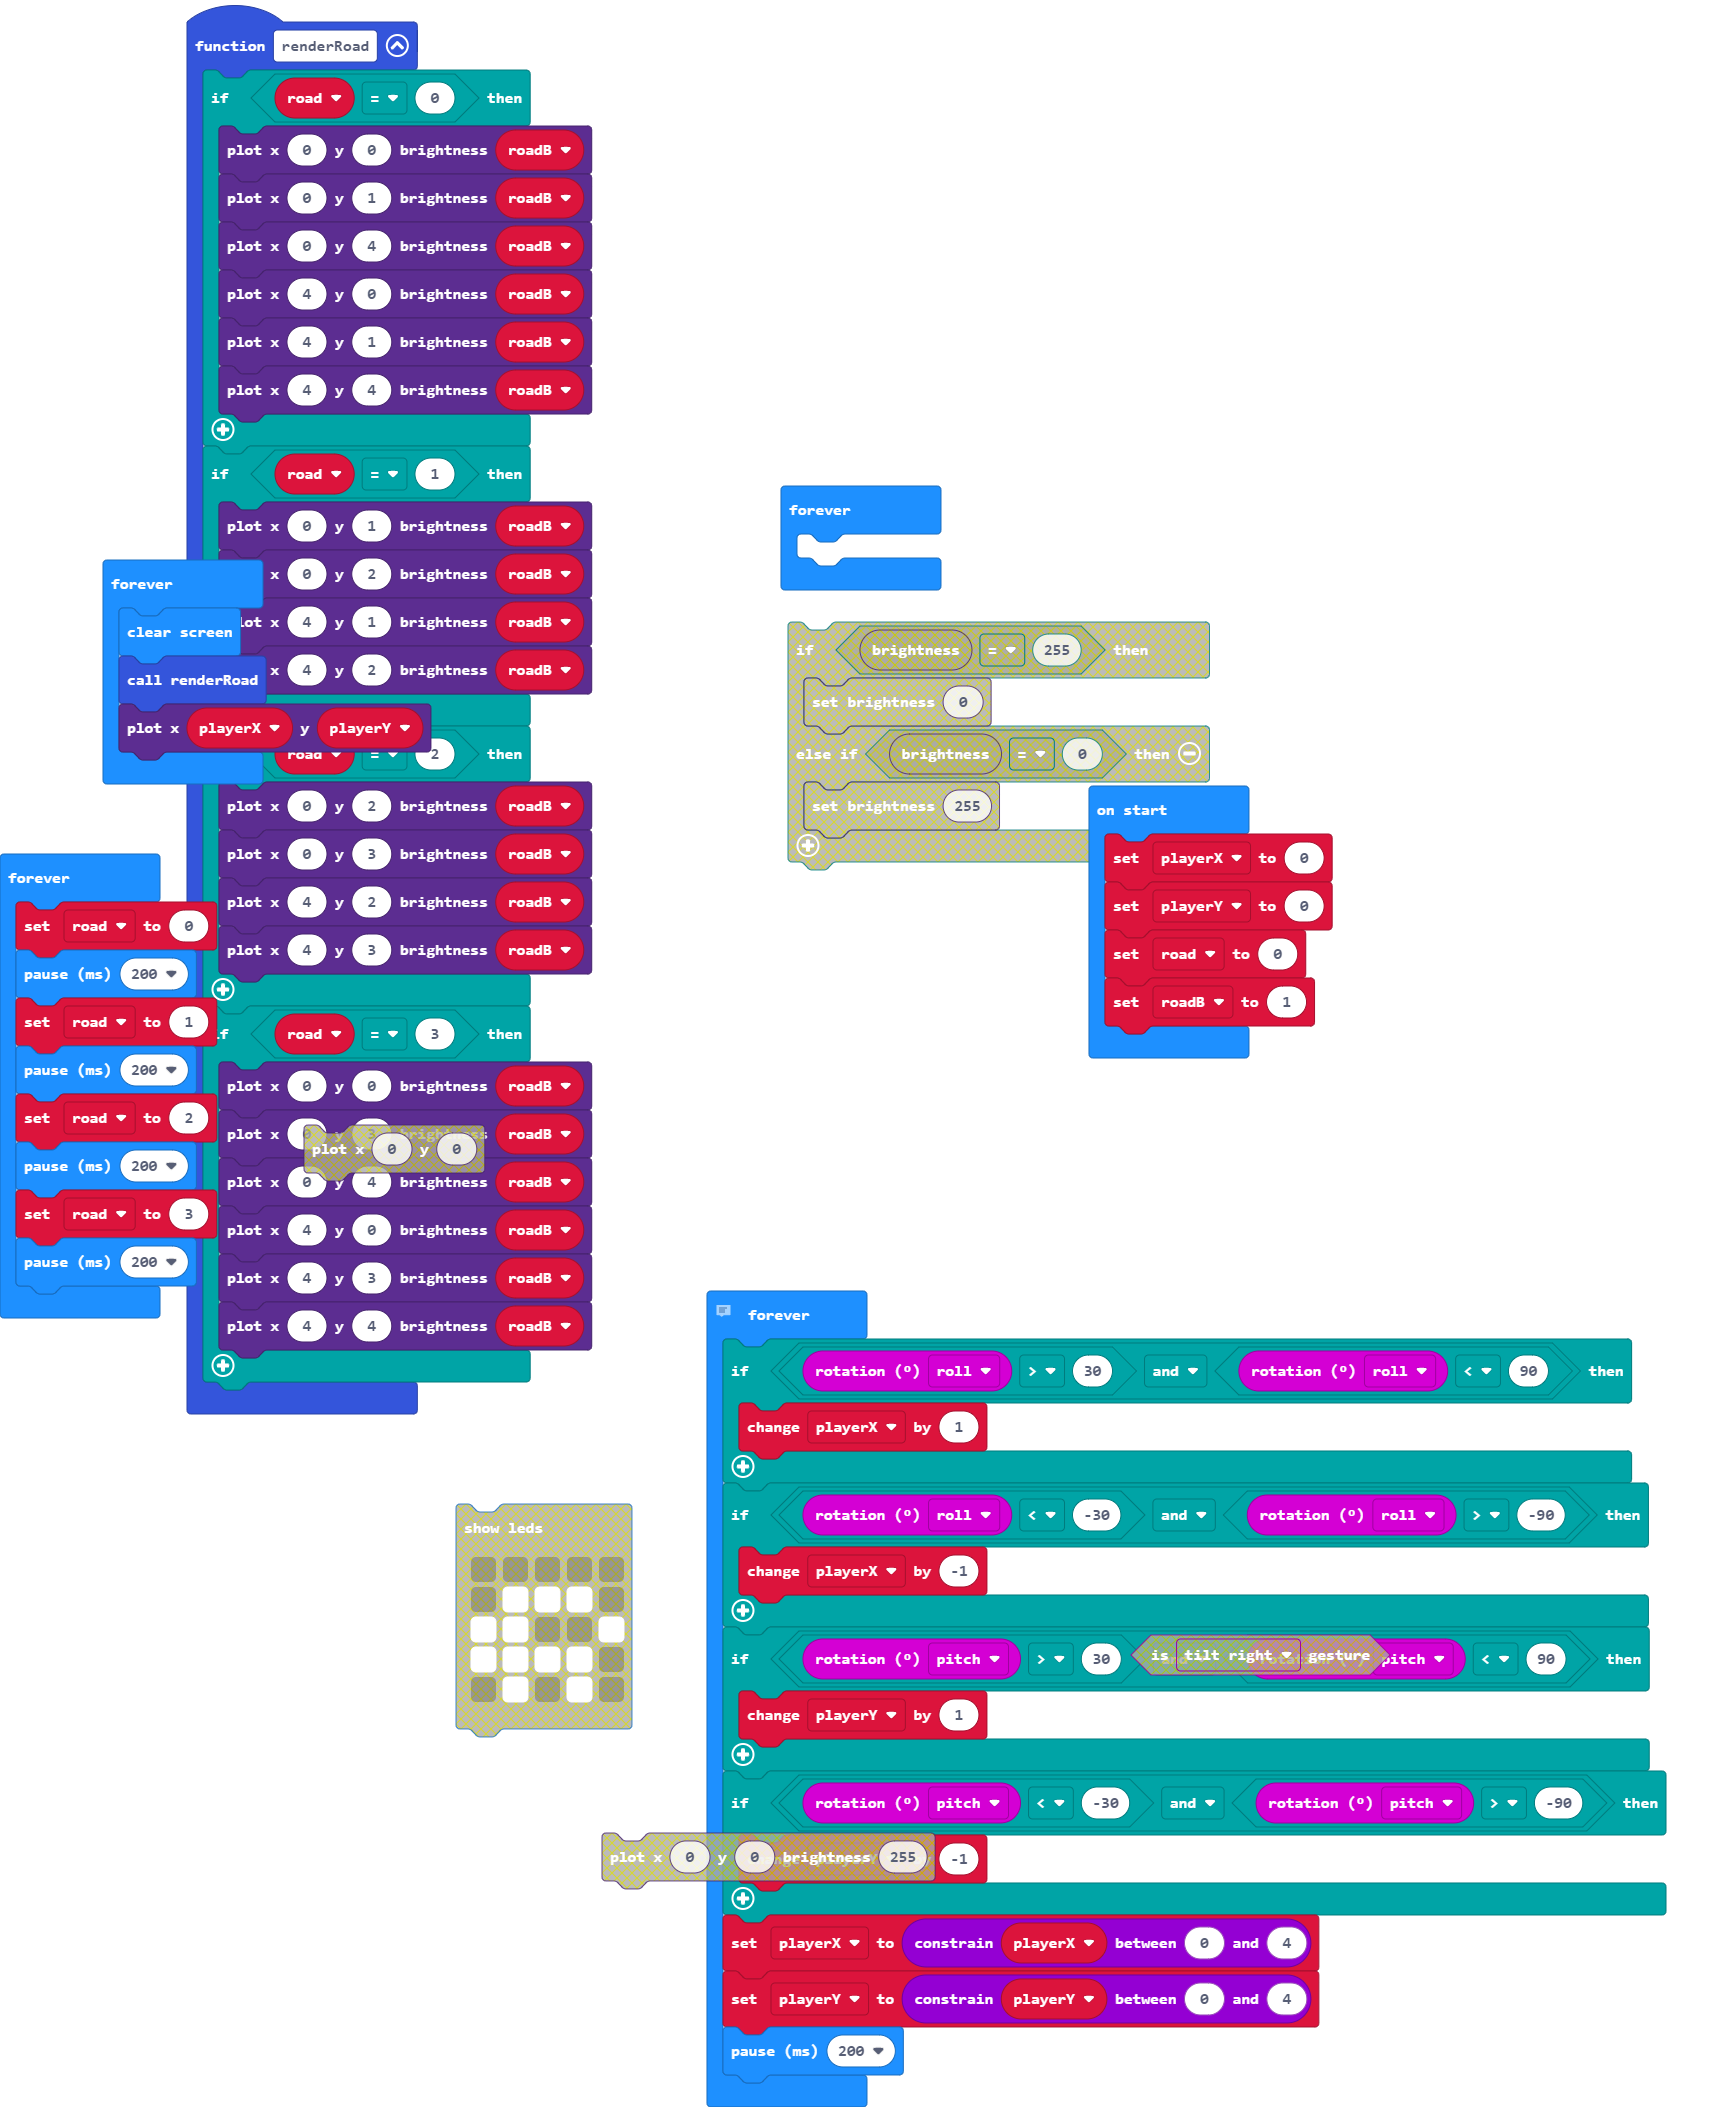 function renderRoad
if road = 0 then
plot x 0 y 0 brightness roadB
plot x 0 y 1 brightness roadB
plot x 0 y 4 brightness roadB
plot x 4 y 0 brightness roadB
plot x 4 y 1 brightness roadB
plot x 4 y 4 brightness roadB
if road = 1 then
plot x 0 y 1 brightness roadB
x 0 y 2 brightness roadB
x 4 y 1 brightness roadB
x 4 y 2 brightness roadB
road = 2 then
plot x 0 y 2 brightness roadB
plot x 0 y 3 brightness roadB
plot x 4 y 2 brightness roadB
plot x 4 y 3 brightness roadB
if road = 3 then
plot x 0 y 0 brightness roadB
plot x roadB
plot x 0 y 4 brightness roadB
plot x 4 y 0 brightness roadB
plot x 4 y 3 brightness roadB
plot x 4 y 4 brightness roadB
plot x 0 y 0
forever
clear screen
call renderRoad
plot x playerX y playerY
forever
set road to 0
pause (ms) 200
set road to 1
pause (ms) 200
set road to 2
pause (ms) 200
set road to 3
pause (ms) 200
forever
if brightness = 255 then
set brightness 0
else if brightness = 0 then
set brightness 255
on start
set playerX to 0
set playerY to 0
set road to 0
set roadB to 1
show leds
forever
if rotation (º) roll > 30 and rotation (º) roll < 90 then
change playerX by 1
if rotation (º) roll < -30 and rotation (º) roll > -90 then
change playerX by -1
if rotation (º) pitch > 30 pitch < 90 then
is tilt right gesture
change playerY by 1
if rotation (º) pitch < -30 and rotation (º) pitch > -90 then
plot x 0 y 0 brightness 255
-1
set playerX to constrain playerX between 0 and 4
set playerY to constrain playerY between 0 and 4
pause (ms) 200